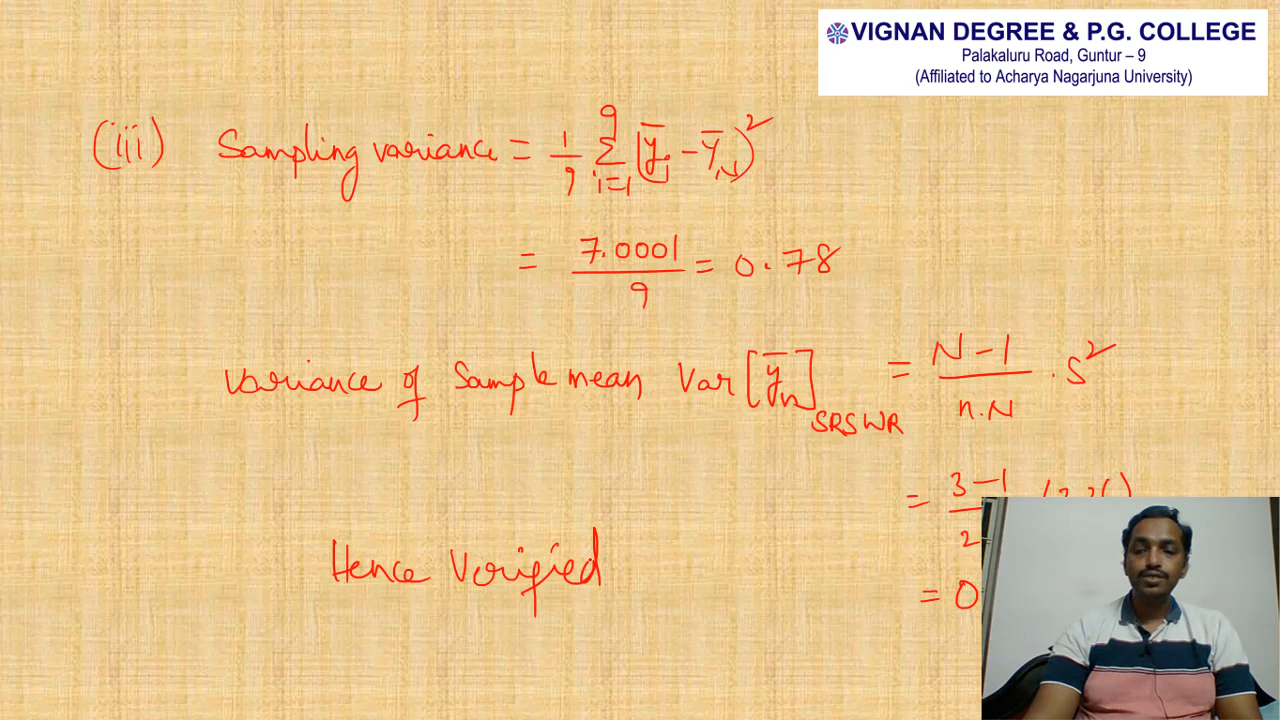 VIGNAN DEGREE & P.G. COLLEGE
Palakaluru Road, Guntur – 9
(Affiliated to Acharya Nagarjuna University)
(iii) Sampling variance = 1/9 Σ_{i=1}^{9} (ȳ_i − ȳ_N)²
= 7.0001/9 = 0.78
variance of Sample mean Var[ȳ_n]_SRSWR = N−1/n.N . S²
= 3−1/2
Hence Verified
= 0